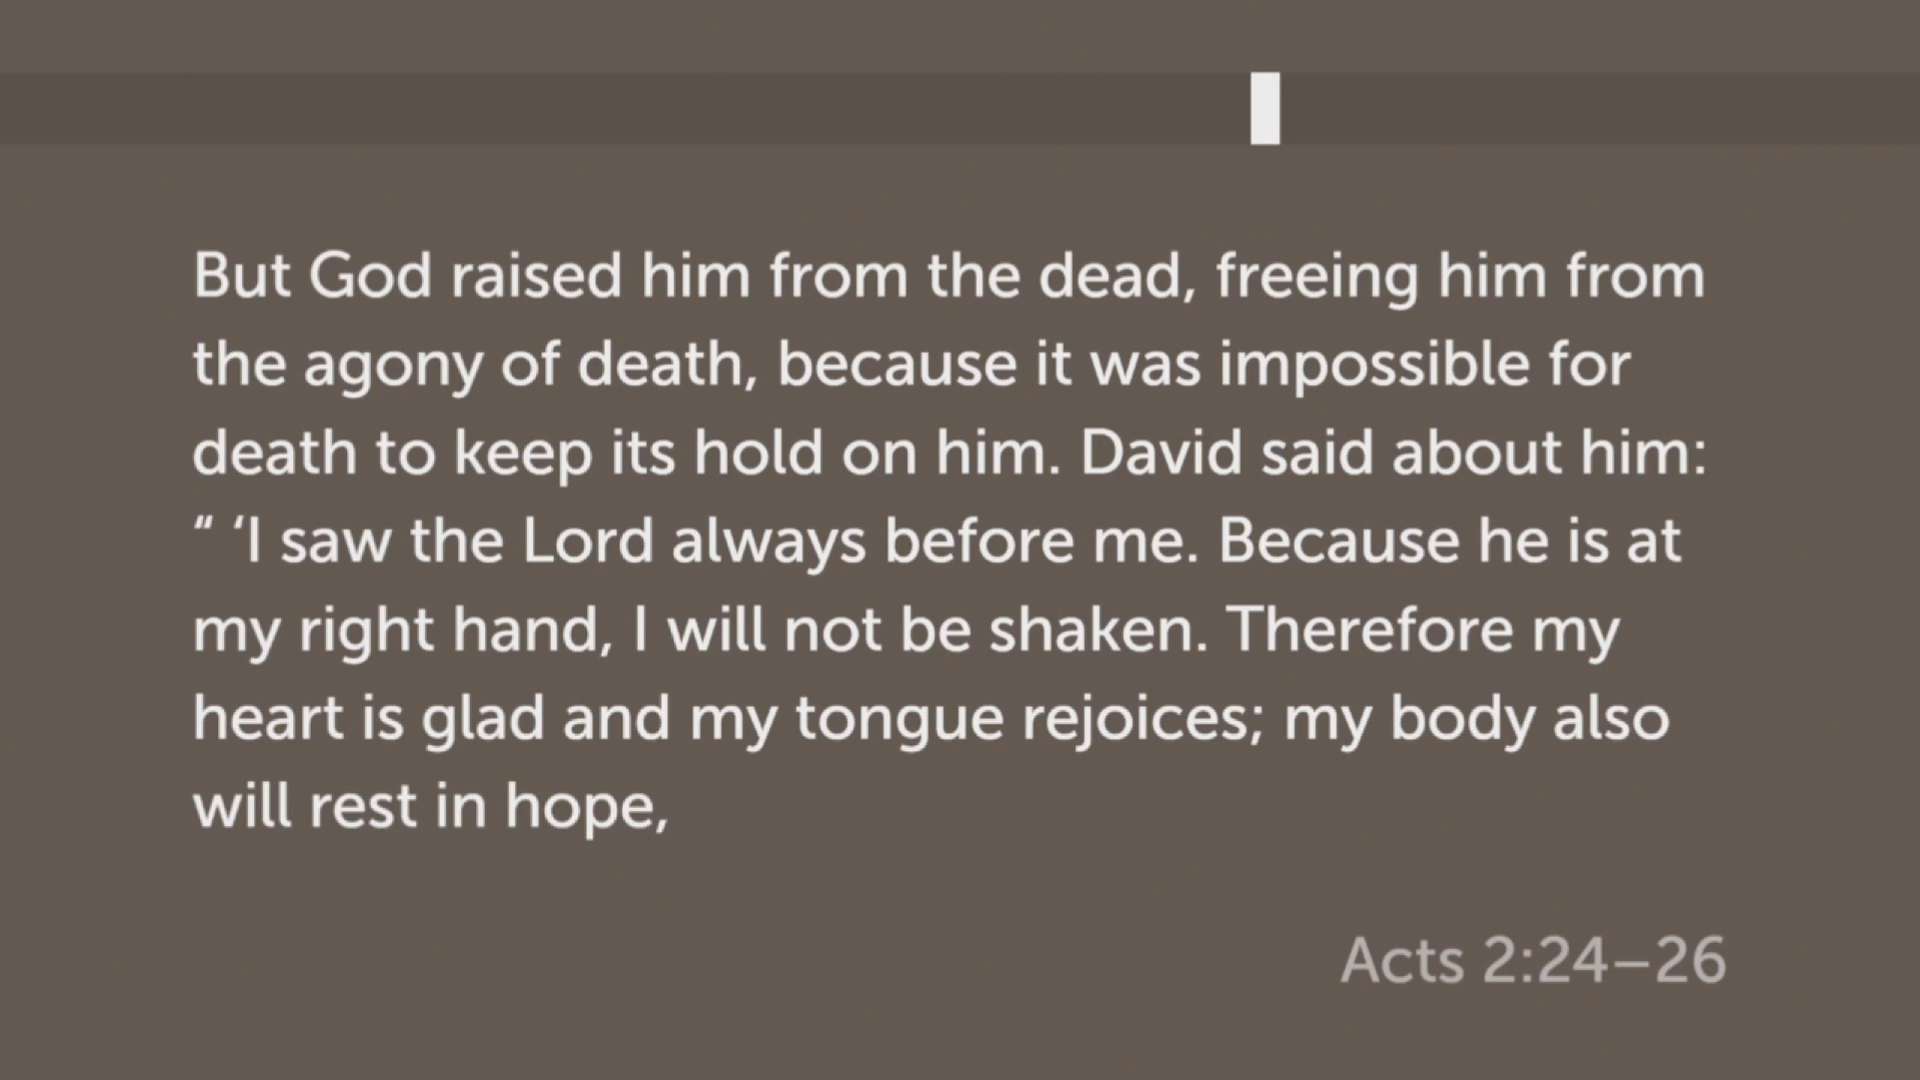 But God raised him from the dead, freeing him from
the agony of death, because it was impossible for
death to keep its hold on him. David said about him:
“ ‘I saw the Lord always before me. Because he is at
my right hand, I will not be shaken. Therefore my
heart is glad and my tongue rejoices; my body also
will rest in hope,
Acts 2:24–26